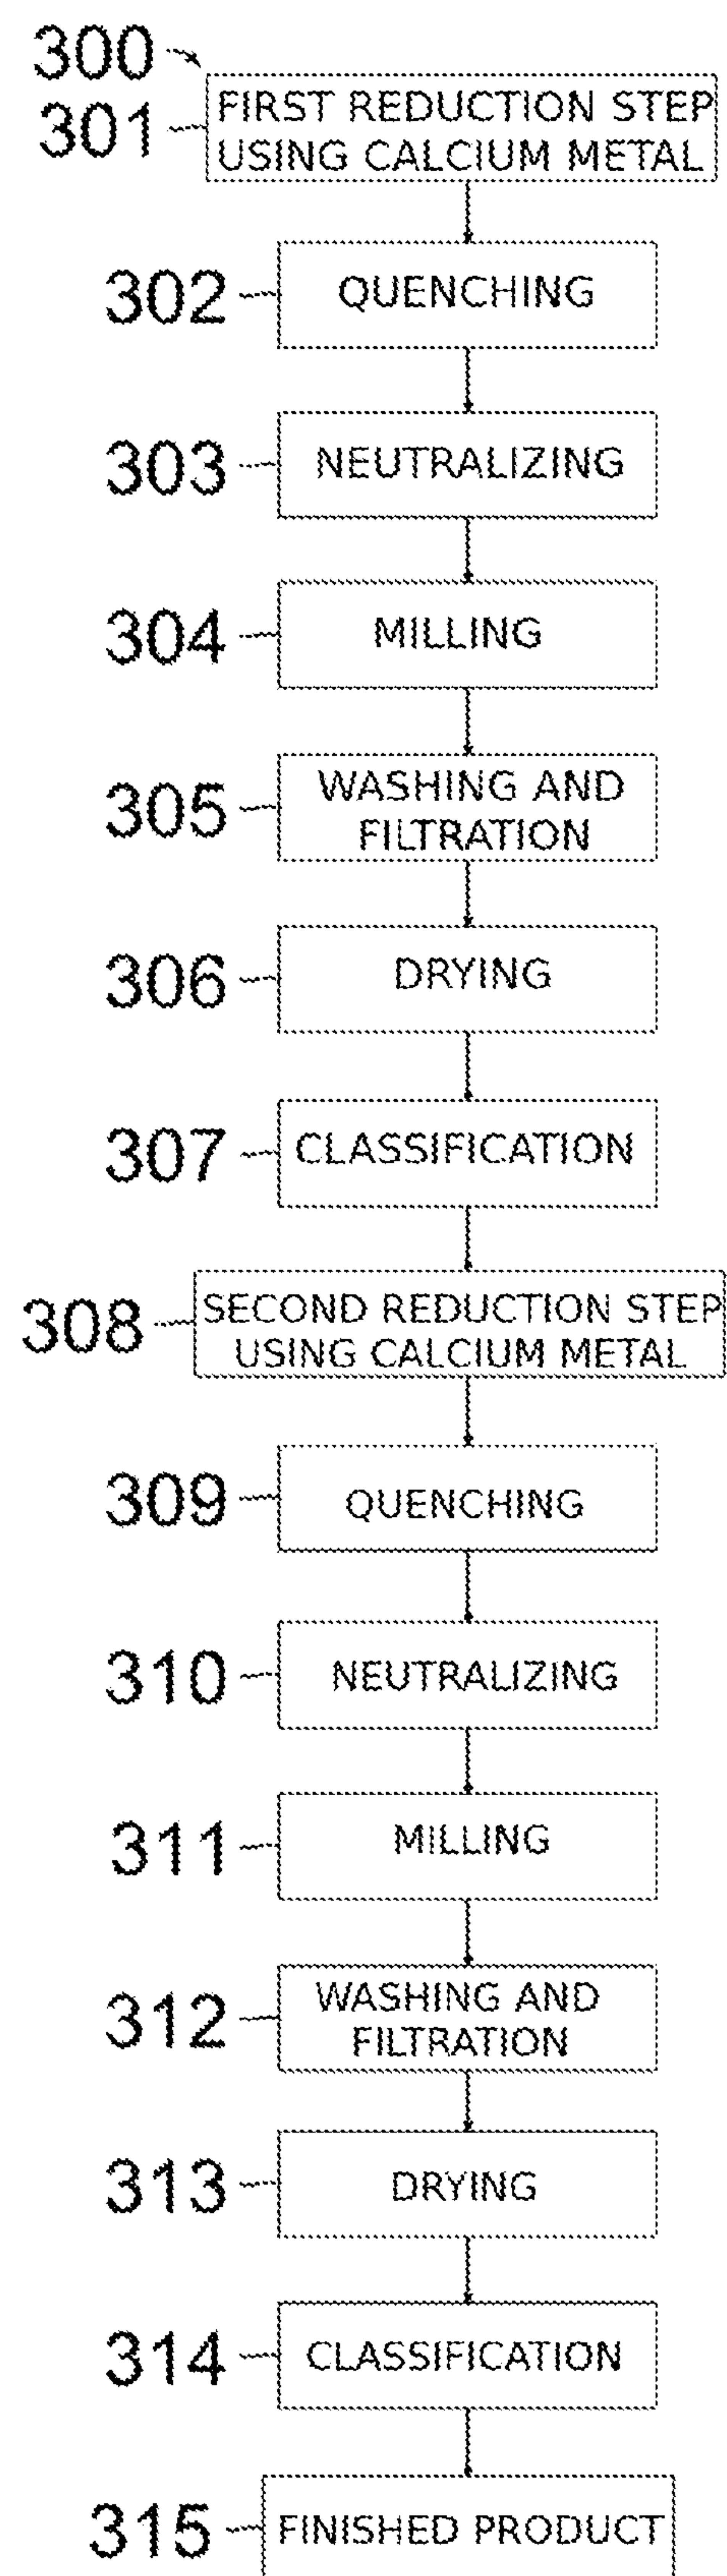 300
301
FIRST REDUCTION STEP
USING CALCIUM METAL
302
QUENCHING
303
NEUTRALIZING
304
MILLING
305
WASHING AND
FILTRATION
306
DRYING
307
CLASSIFICATION
308
SECOND REDUCTION STEP
USING CALCIUM METAL
309
QUENCHING
310
NEUTRALIZING
311
MILLING
312
WASHING AND
FILTRATION
313
DRYING
314
CLASSIFICATION
315
FINISHED PRODUCT